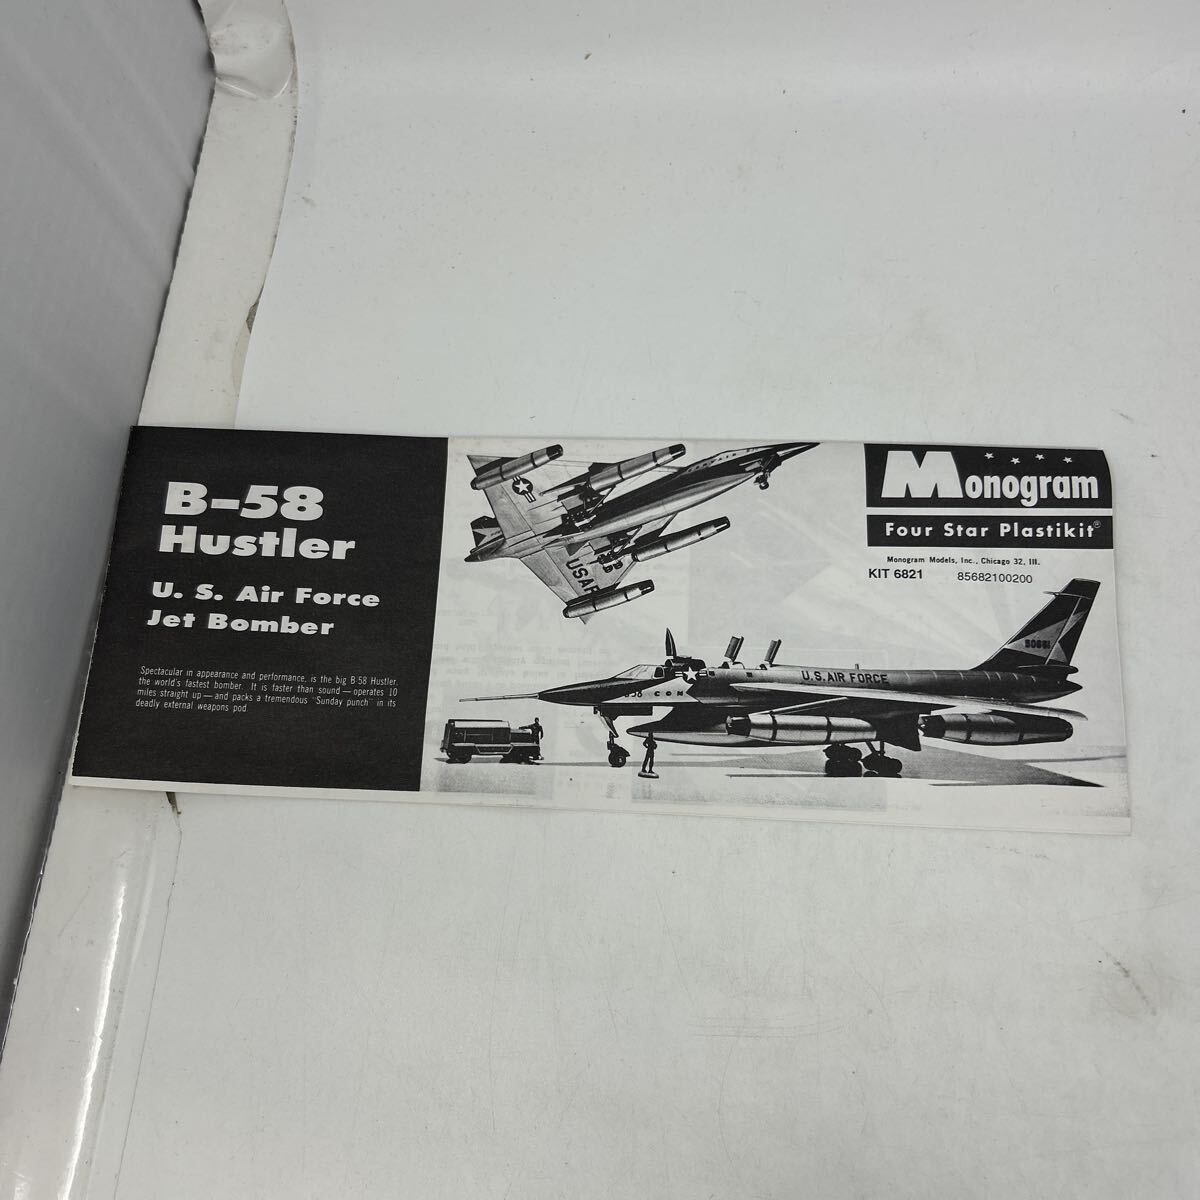 B-58
Hustler
U. S. Air Force
Jet Bomber
Spectacular in appearance and performance, is the big B-58 Hustler,
the world's fastest bomber. It is faster than sound — operates 10
miles straight up — and packs a tremendous "Sunday punch" in its
deadly external weapons pod.
USAF
Monogram
Four Star Plastikit®
Monogram Models, Inc., Chicago 32, Ill.
KIT 6821 85682100200
U.S. AIR FORCE
CON